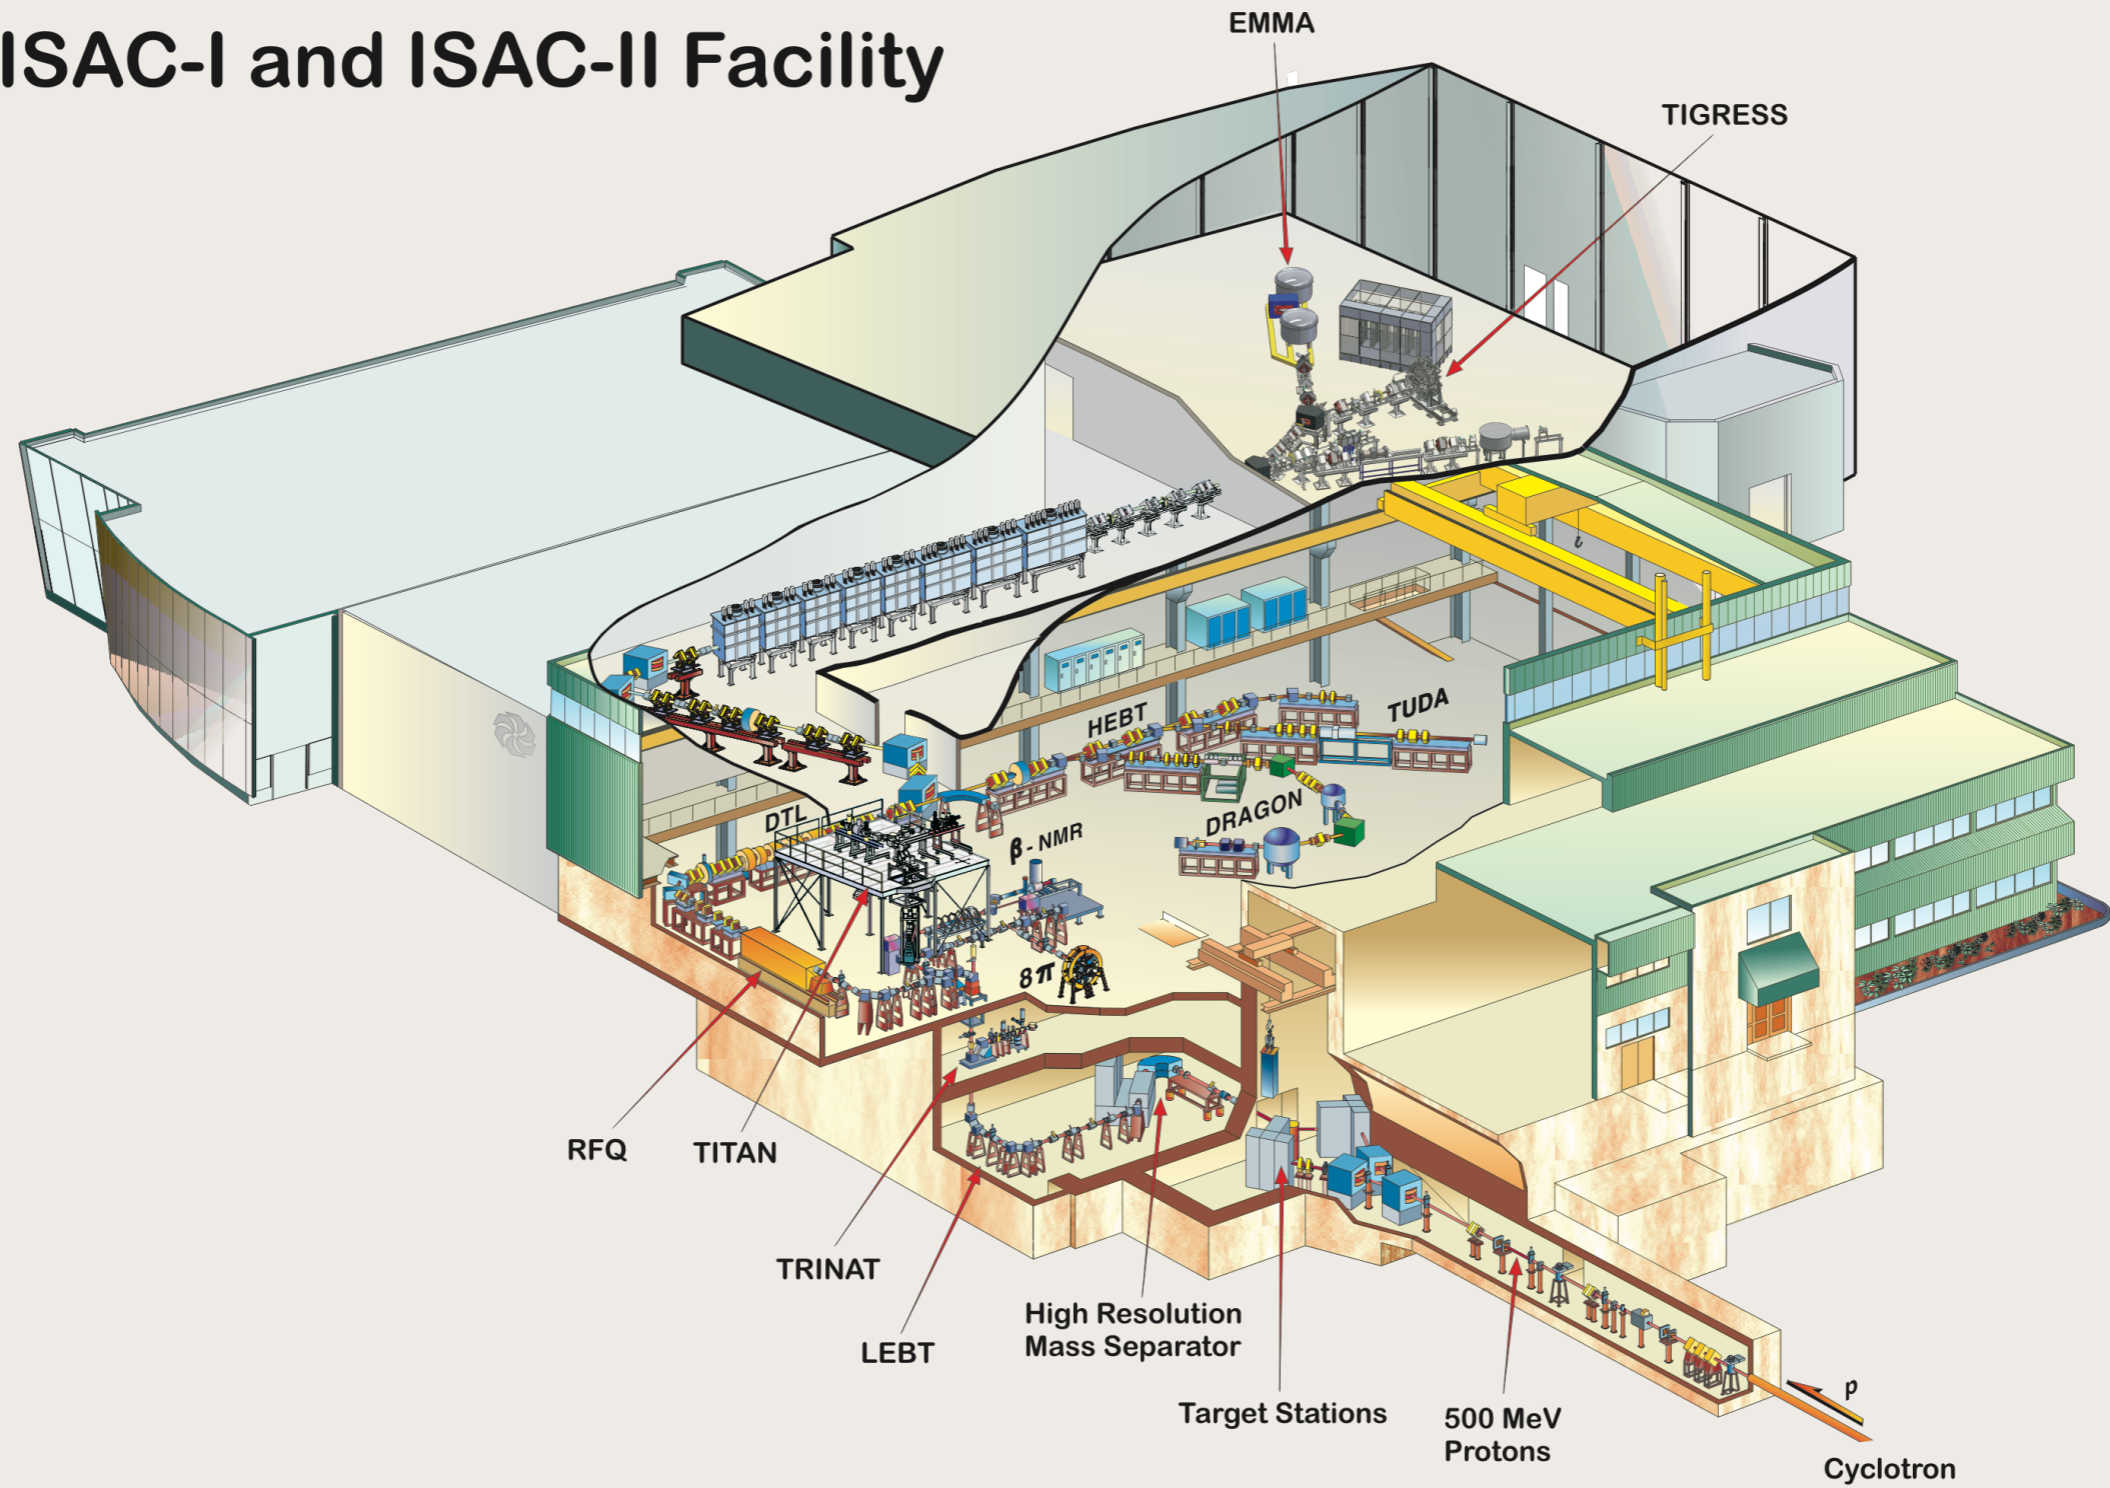 ISAC-I and ISAC-II Facility
EMMA
TIGRESS
HEBT
TUDA
DTL
DRAGON
β-NMR
8π
RFQ
TITAN
TRINAT
LEBT
High Resolution
Mass Separator
Target Stations
500 MeV
Protons
p
Cyclotron